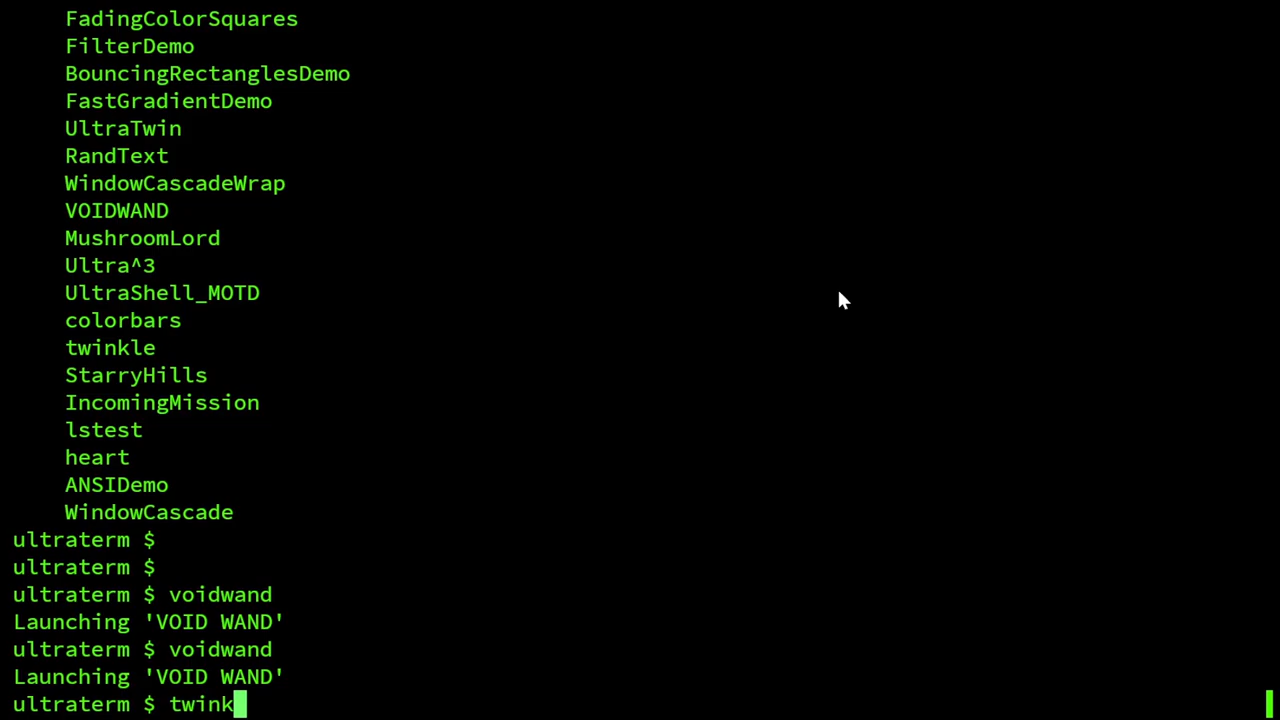 FadingColorSquares
FilterDemo
BouncingRectanglesDemo
FastGradientDemo
UltraTwin
RandText
WindowCascadeWrap
VOIDWAND
MushroomLord
Ultra^3
UltraShell_MOTD
colorbars
twinkle
StarryHills
IncomingMission
lstest
heart
ANSIDemo
WindowCascade
ultraterm $
ultraterm $
ultraterm $ voidwand
Launching 'VOID WAND'
ultraterm $ voidwand
Launching 'VOID WAND'
ultraterm $ twink